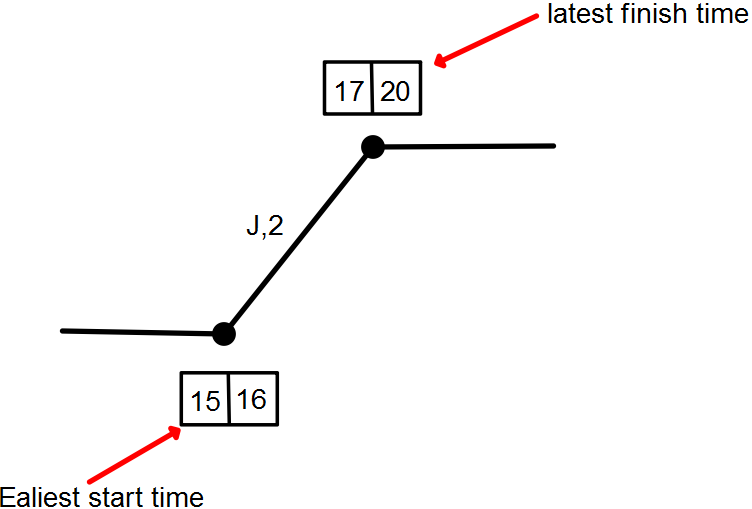 latest finish time
17 20
J,2
15 16
Ealiest start time